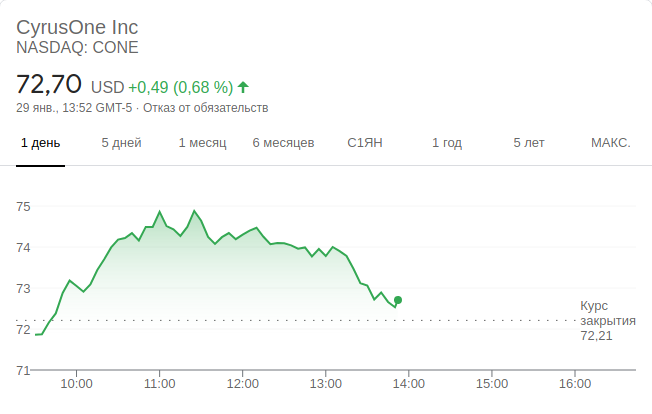 CyrusOne Inc
NASDAQ: CONE
72,70 USD +0,49 (0,68 %)
29 янв., 13:52 GMT-5 · Отказ от обязательств
1 день 5 дней 1 месяц 6 месяцев С1ЯН 1 год 5 лет МАКС.
75
74
73
Курс
закрытия
72,21
72
71
10:00 11:00 12:00 13:00 14:00 15:00 16:00